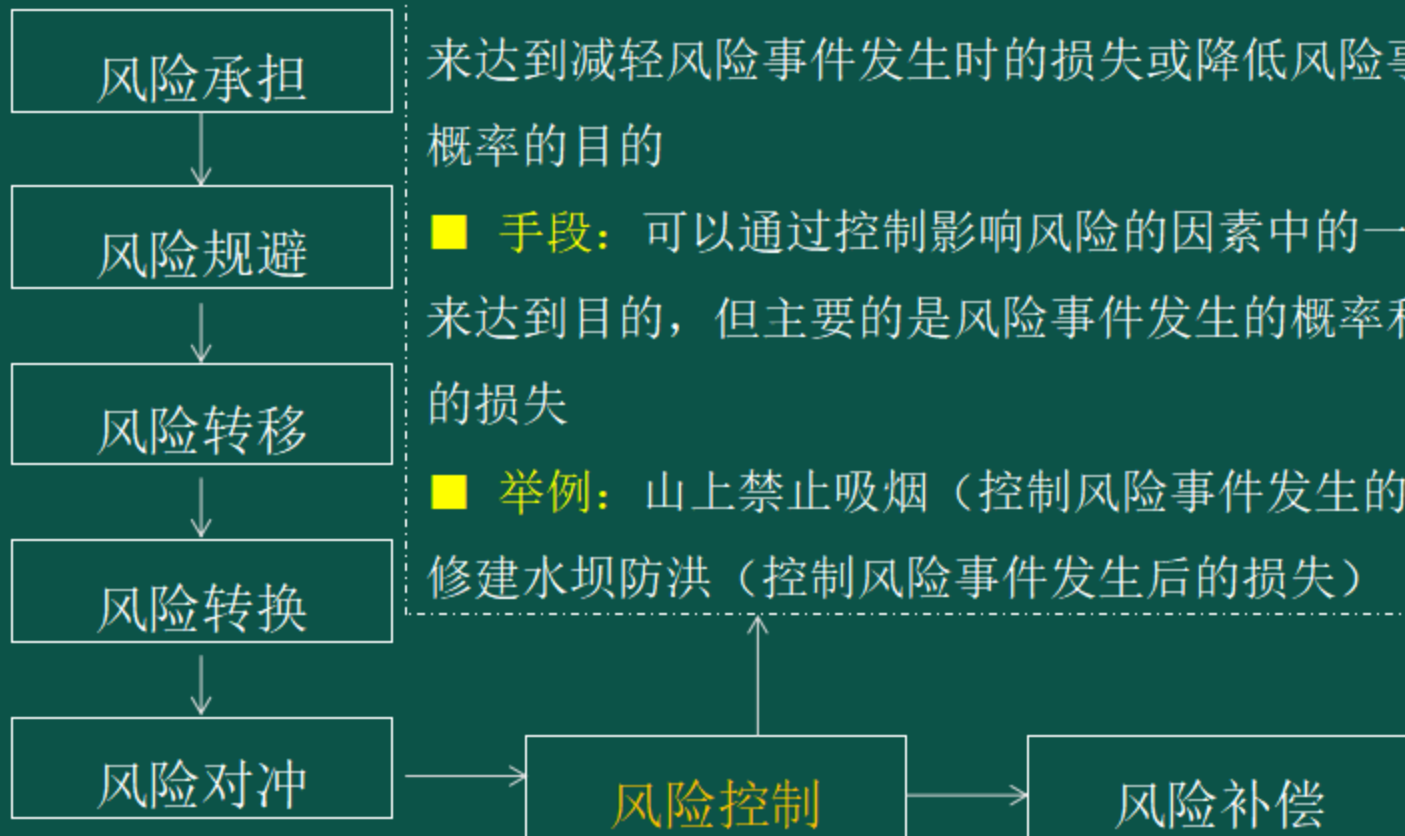 风险承担
风险规避
风险转移
风险转换
风险对冲
来达到减轻风险事件发生时的损失或降低风险
概率的目的
■ 手段：可以通过控制影响风险的因素中的一
来达到目的，但主要的是风险事件发生的概率
的损失
■ 举例：山上禁止吸烟（控制风险事件发生的
修建水坝防洪（控制风险事件发生后的损失）
风险控制
风险补偿